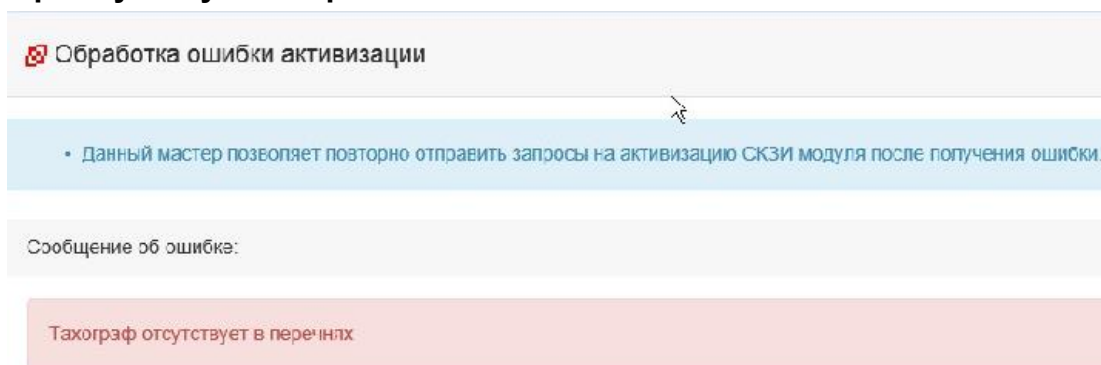 Обработка ошибки активизации
• Данный мастер позволяет повторно отправить запросы на активизацию СКЗИ модуля после получения ошибки.
Сообщение об ошибке:
Тахограф отсутствует в перечнях